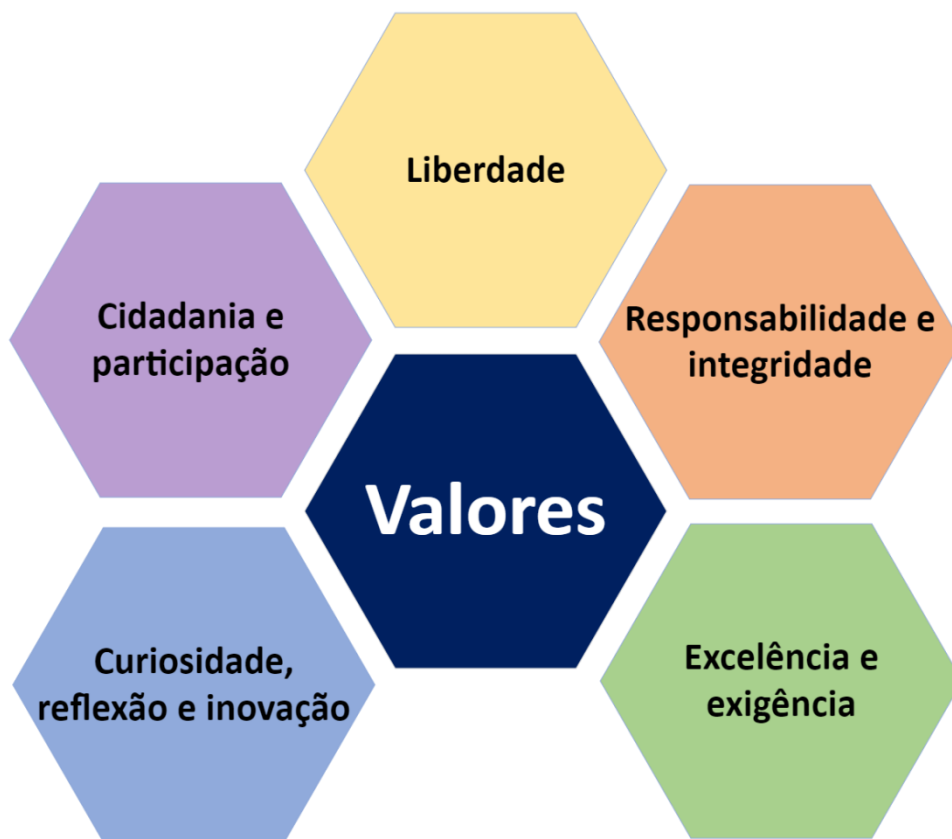 Liberdade
Cidadania e
participação
Responsabilidade e
integridade
Valores
Curiosidade,
reflexão e inovação
Excelência e
exigência